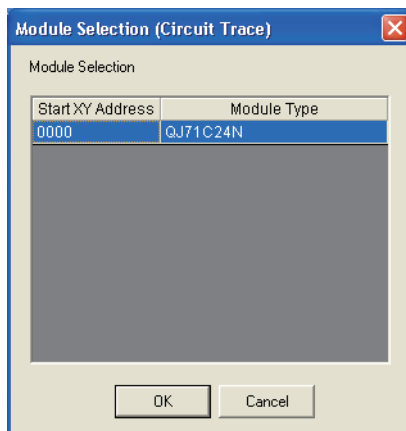 Module Selection (Circuit Trace)
Module Selection
Start XY Address Module Type
0000 QJ71C24N
OK Cancel